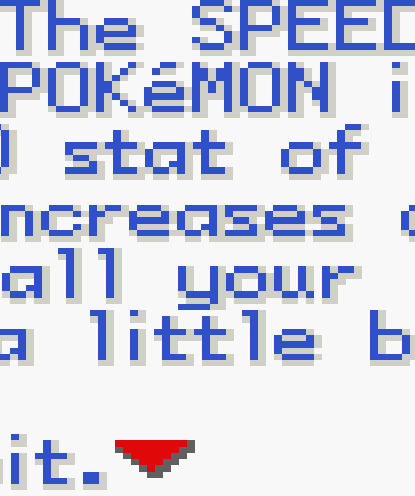 The SPEED
POKéMON i
l stat of
ncreases
all your
a little b
it.